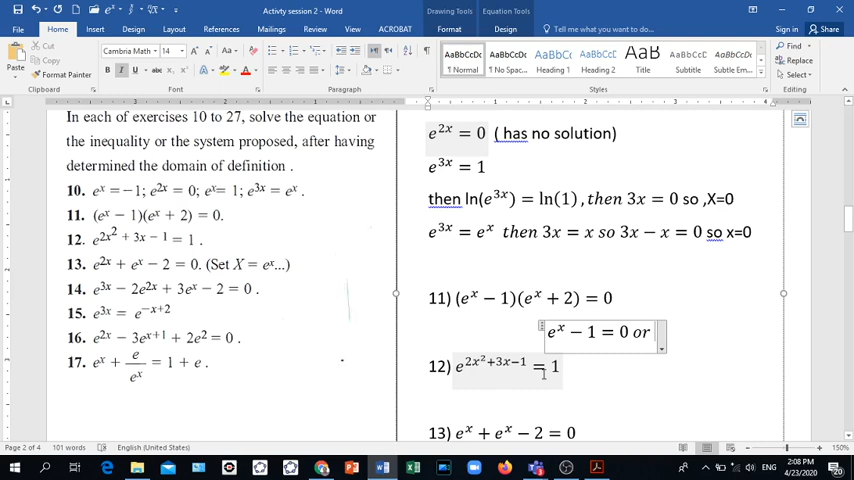 Activty session 2 - Word
Drawing Tools
Equation Tools
Sign in
Share
File
Home
Insert
Draw
Design
Layout
References
Mailings
Review
View
ACROBAT
Format
Design
Tell me what you want to do...
Cut
Copy
Paste
Format Painter
Clipboard
Cambria Math
14
Font
Paragraph
AaBbCcDc
¶ Normal
AaBbCcDc
¶ No Spac...
AaBbCc
Heading 1
AaBbCc
Heading 2
AaB
Title
AaBbCcD
Subtitle
AaBbCcDc
Subtle Em...
Styles
Find
Replace
Select
Editing
In each of exercises 10 to 27, solve the equation or
the inequality or the system proposed, after having
determined the domain of definition .
10. eˣ = −1; e²ˣ = 0; eˣ= 1; e³ˣ = eˣ .
11. (eˣ − 1)(eˣ + 2) = 0.
12. e^(2x² + 3x − 1) = 1 .
13. e²ˣ + eˣ − 2 = 0. (Set X = eˣ...)
14. e³ˣ − 2e²ˣ + 3eˣ − 2 = 0 .
15. e³ˣ = e^(−x+2)
16. e²ˣ − 3eˣ⁺¹ + 2e² = 0 .
17. eˣ + e/eˣ = 1 + e .
e²ˣ = 0 ( has no solution)
e³ˣ = 1
then ln(e³ˣ) = ln(1) , then 3x = 0 so ,X=0
e³ˣ = eˣ then 3x = x so 3x − x = 0 so x=0
11) (eˣ − 1)(eˣ + 2) = 0
eˣ − 1 = 0 or
12) e^(2x²+3x−1) = 1
13) eˣ + eˣ − 2 = 0
Page 2 of 4
101 words
English (United Kingdom)
150%
ENG
2:08 PM
4/23/2020